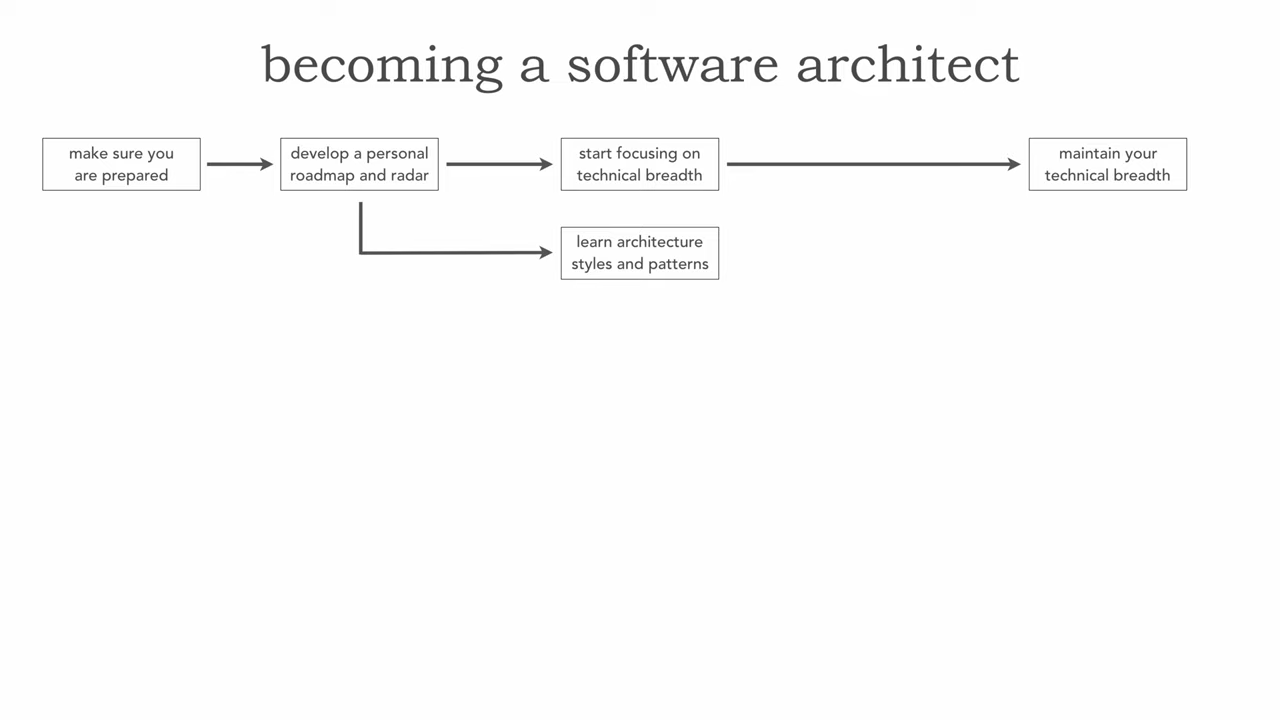 becoming a software architect
make sure you
are prepared
develop a personal
roadmap and radar
start focusing on
technical breadth
maintain your
technical breadth
learn architecture
styles and patterns